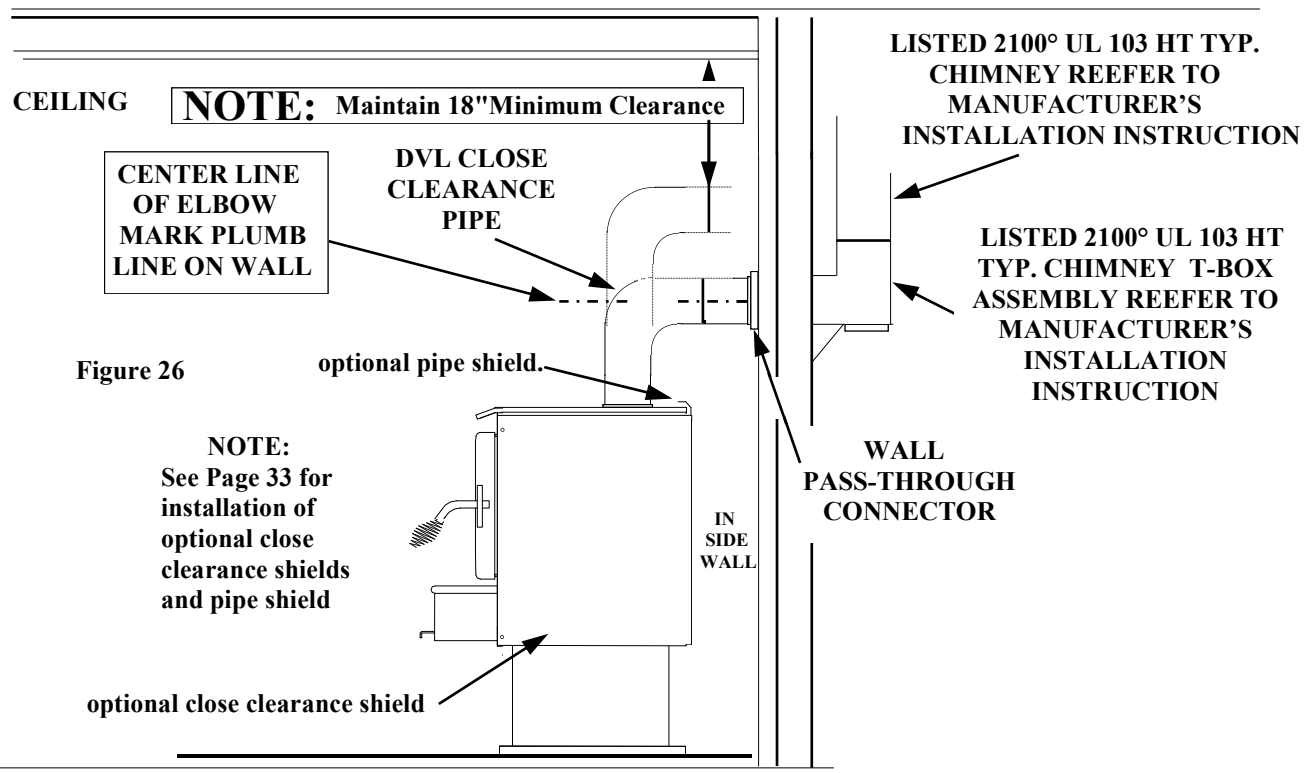 LISTED 2100° UL 103 HT TYP.
CHIMNEY REEFER TO
MANUFACTURER'S
INSTALLATION INSTRUCTION
CEILING
NOTE: Maintain 18"Minimum Clearance
CENTER LINE
OF ELBOW
MARK PLUMB
LINE ON WALL
DVL CLOSE
CLEARANCE
PIPE
LISTED 2100° UL 103 HT
TYP. CHIMNEY T-BOX
ASSEMBLY REEFER TO
MANUFACTURER'S
INSTALLATION
INSTRUCTION
Figure 26
optional pipe shield.
NOTE:
See Page 33 for
installation of
optional close
clearance shields
and pipe shield
WALL
PASS-THROUGH
CONNECTOR
IN
SIDE
WALL
optional close clearance shield